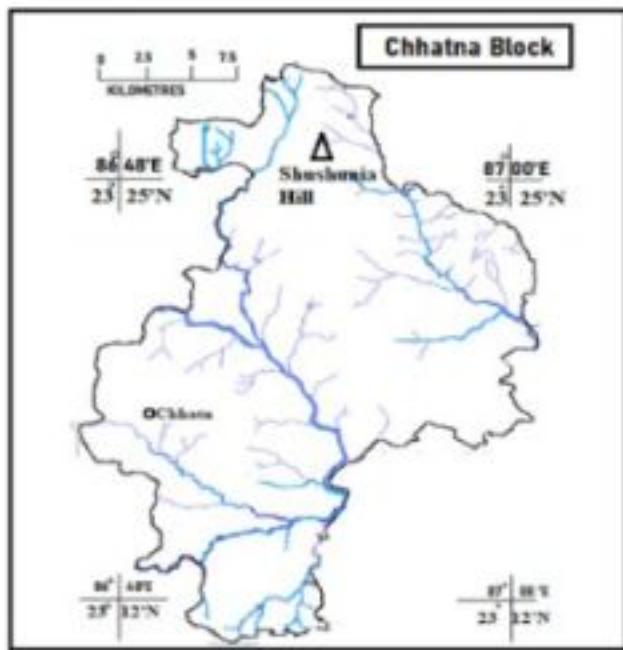 Chhatna Block
0 2.5 5 7.5
KILOMETRES
86° 48'E
23° 25'N
Shushunia
Hill
87° 00'E
23° 25'N
Chhatu
86° 48'E
23° 12'N
23° 12'N